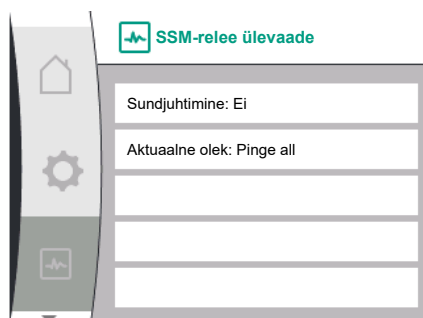 SSM-relee ülevaade
Sundjuhtimine: Ei
Aktuaalne olek: Pinge all